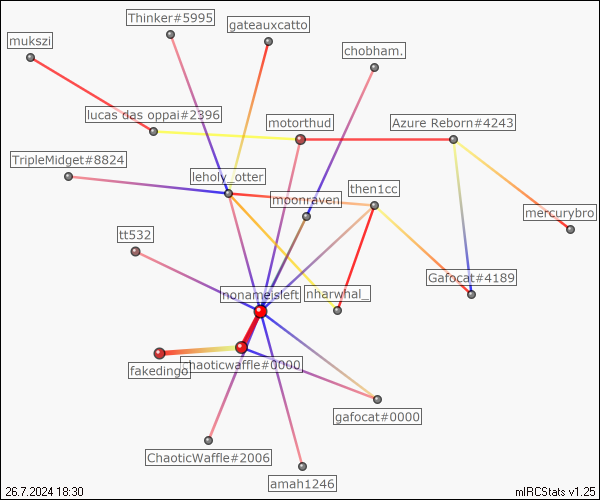 Thinker#5995
gateauxcatto
mukszi
chobham.
lucas das oppai#2396
motorthud
Azure Reborn#4243
TripleMidget#8824
leholy_otter
moonraven
then1cc
mercurybro
tt532
Gafocat#4189
nonameisleft
nharwhal_
chaoticwaffle#0000
fakedingo
gafocat#0000
ChaoticWaffle#2006
amah1246
26.7.2024 18:30
mIRCStats v1.25